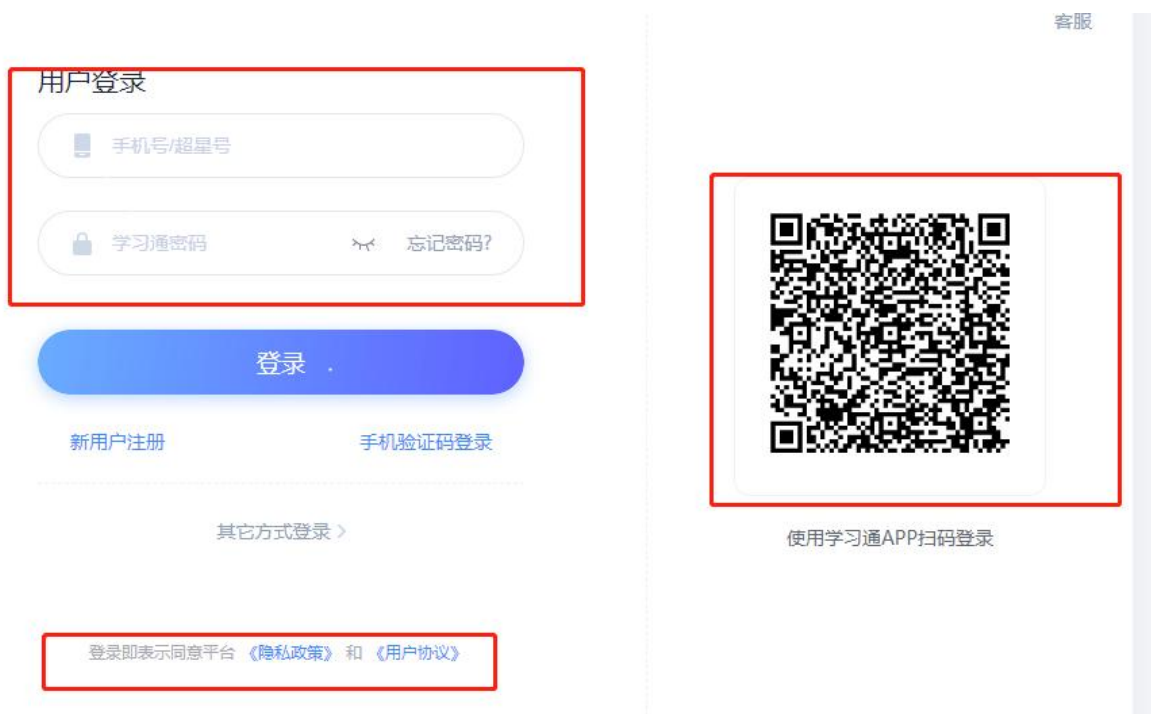 客服
用户登录
手机号/超星号
学习通密码 忘记密码?
登录
新用户注册 手机验证码登录
其它方式登录 >
登录即表示同意平台《隐私政策》和《用户协议》
使用学习通APP扫码登录